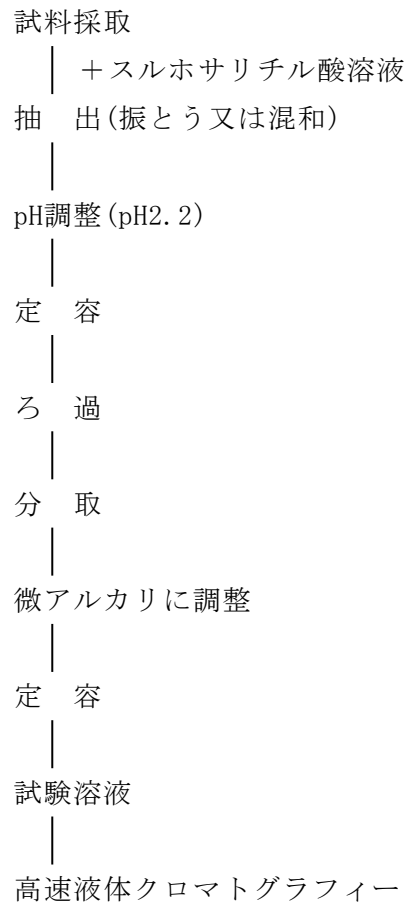 試料採取
＋スルホサリチル酸溶液
抽　出(振とう又は混和)
pH調整(pH2.2)
定　容
ろ　過
分　取
微アルカリに調整
定　容
試験溶液
高速液体クロマトグラフィー